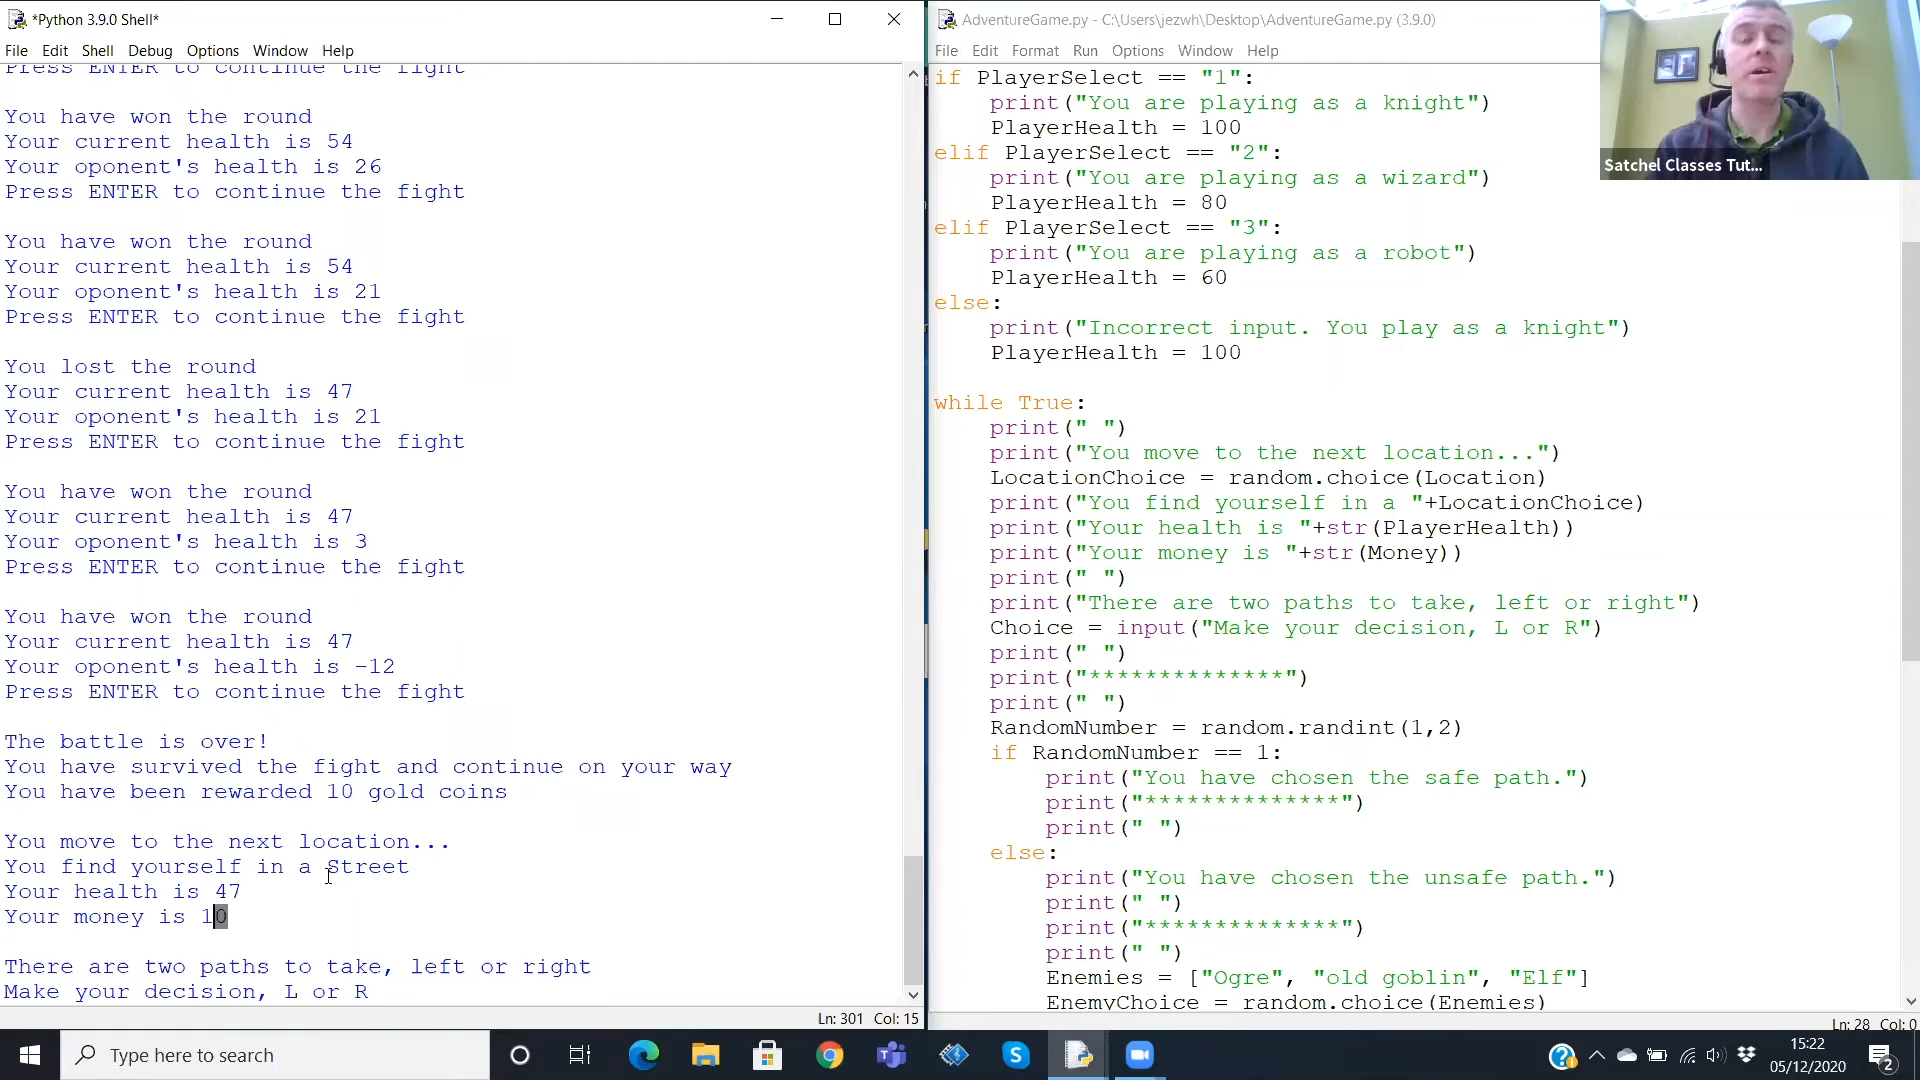 *Python 3.9.0 Shell*
File Edit Shell Debug Options Window Help
Press ENTER to continue the fight
You have won the round
Your current health is 54
Your oponent's health is 26
Press ENTER to continue the fight
You have won the round
Your current health is 54
Your oponent's health is 21
Press ENTER to continue the fight
You lost the round
Your current health is 47
Your oponent's health is 21
Press ENTER to continue the fight
You have won the round
Your current health is 47
Your oponent's health is 3
Press ENTER to continue the fight
You have won the round
Your current health is 47
Your oponent's health is -12
Press ENTER to continue the fight
The battle is over!
You have survived the fight and continue on your way
You have been rewarded 10 gold coins
You move to the next location...
You find yourself in a Street
Your health is 47
Your money is 10
There are two paths to take, left or right
Make your decision, L or R
Ln: 301 Col: 15
AdventureGame.py - C:\Users\jezwh\Desktop\AdventureGame.py (3.9.0)
File Edit Format Run Options Window Help
if PlayerSelect == "1":
    print("You are playing as a knight")
    PlayerHealth = 100
elif PlayerSelect == "2":
    print("You are playing as a wizard")
    PlayerHealth = 80
elif PlayerSelect == "3":
    print("You are playing as a robot")
    PlayerHealth = 60
else:
    print("Incorrect input. You play as a knight")
    PlayerHealth = 100
while True:
    print(" ")
    print("You move to the next location...")
    LocationChoice = random.choice(Location)
    print("You find yourself in a "+LocationChoice)
    print("Your health is "+str(PlayerHealth))
    print("Your money is "+str(Money))
    print(" ")
    print("There are two paths to take, left or right")
    Choice = input("Make your decision, L or R")
    print(" ")
    print("**************")
    print(" ")
    RandomNumber = random.randint(1,2)
    if RandomNumber == 1:
        print("You have chosen the safe path.")
        print("**************")
        print(" ")
    else:
        print("You have chosen the unsafe path.")
        print(" ")
        print("**************")
        print(" ")
        Enemies = ["Ogre", "old goblin", "Elf"]
        EnemyChoice = random.choice(Enemies)
Ln: 28 Col: 0
Satchel Classes Tut...
Type here to search
15:22
05/12/2020
2